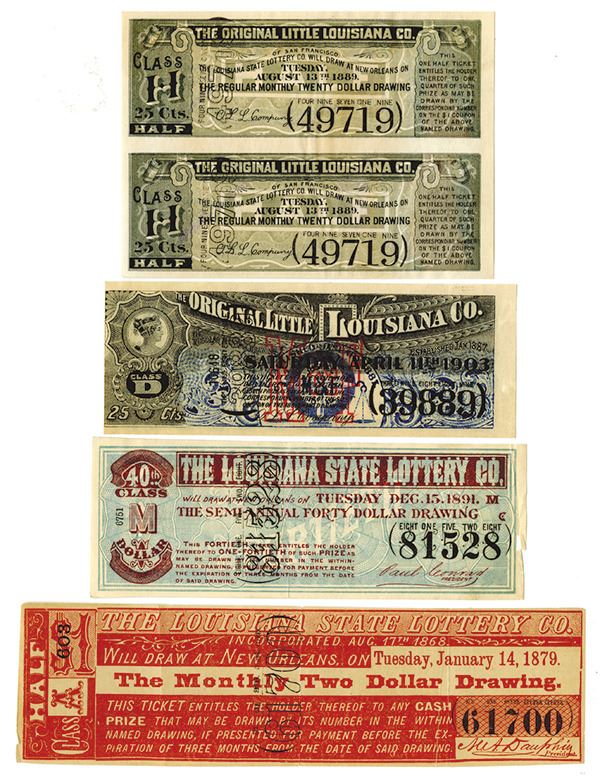 THE ORIGINAL LITTLE LOUISIANA CO.
OF SAN FRANCISCO.
THE LOUISIANA STATE LOTTERY CO. WILL DRAW AT NEW ORLEANS ON
TUESDAY,
AUGUST 13TH 1889.
THE REGULAR MONTHLY TWENTY DOLLAR DRAWING
CLASS
H
25 Cts.
HALF
FOUR NINE SEVEN ONE NINE
(49719)
O. L. L. Company
THIS
ONE HALF TICKET
ENTITLES THE HOLDER
THEREOF TO ONE
QUARTER OF SUCH
PRIZE AS MAY BE
DRAWN BY THE
CORRESPONDING NUMBER
ON THE $1 COUPON
OF THE ABOVE
NAMED DRAWING.
THE ORIGINAL LITTLE LOUISIANA CO.
OF SAN FRANCISCO.
THE LOUISIANA STATE LOTTERY CO. WILL DRAW AT NEW ORLEANS ON
TUESDAY,
AUGUST 13TH 1889.
THE REGULAR MONTHLY TWENTY DOLLAR DRAWING
CLASS
H
25 Cts.
HALF
FOUR NINE SEVEN ONE NINE
(49719)
O. L. L. Company
THIS
ONE HALF TICKET
ENTITLES THE HOLDER
THEREOF TO ONE
QUARTER OF SUCH
PRIZE AS MAY BE
DRAWN BY THE
CORRESPONDING NUMBER
ON THE $1 COUPON
OF THE ABOVE
NAMED DRAWING.
THE ORIGINAL LITTLE LOUISIANA CO.
ESTABLISHED JAN. 1887.
SATURDAY APRIL 11TH 1903
CLASS
D
25 Cts
(39889)
40th
CLASS
M
A
DOLLAR
0751
THE LOUISIANA STATE LOTTERY CO.
WILL DRAW AT NEW ORLEANS ON TUESDAY DEC. 15. 1891. M
THE SEMI-ANNUAL FORTY DOLLAR DRAWING
(EIGHT ONE, FIVE, TWO EIGHT)
(81528)
THIS FORTIETH TICKET ENTITLES THE HOLDER
THEREOF TO ONE-FORTIETH OF SUCH PRIZE AS
MAY BE DRAWN BY ITS NUMBER IN THE WITHIN-
NAMED DRAWING, IF PRESENTED FOR PAYMENT BEFORE
THE EXPIRATION OF THREE MONTHS FROM THE DATE
OF SAID DRAWING.
Paul Conrad
PRESIDENT
HALF
603
CLASS A
THE LOUISIANA STATE LOTTERY CO.
INCORPORATED AUG. 17TH 1868.
WILL DRAW AT NEW ORLEANS, ON Tuesday, January 14, 1879.
The Monthly Two Dollar Drawing.
THIS TICKET ENTITLES THE HOLDER THEREOF TO ANY CASH
PRIZE THAT MAY BE DRAWN BY ITS NUMBER IN THE WITHIN
NAMED DRAWING, IF PRESENTED FOR PAYMENT BEFORE THE EX-
PIRATION OF THREE MONTHS FROM THE DATE OF SAID DRAWING.
61700
M. A. Dauphin
President